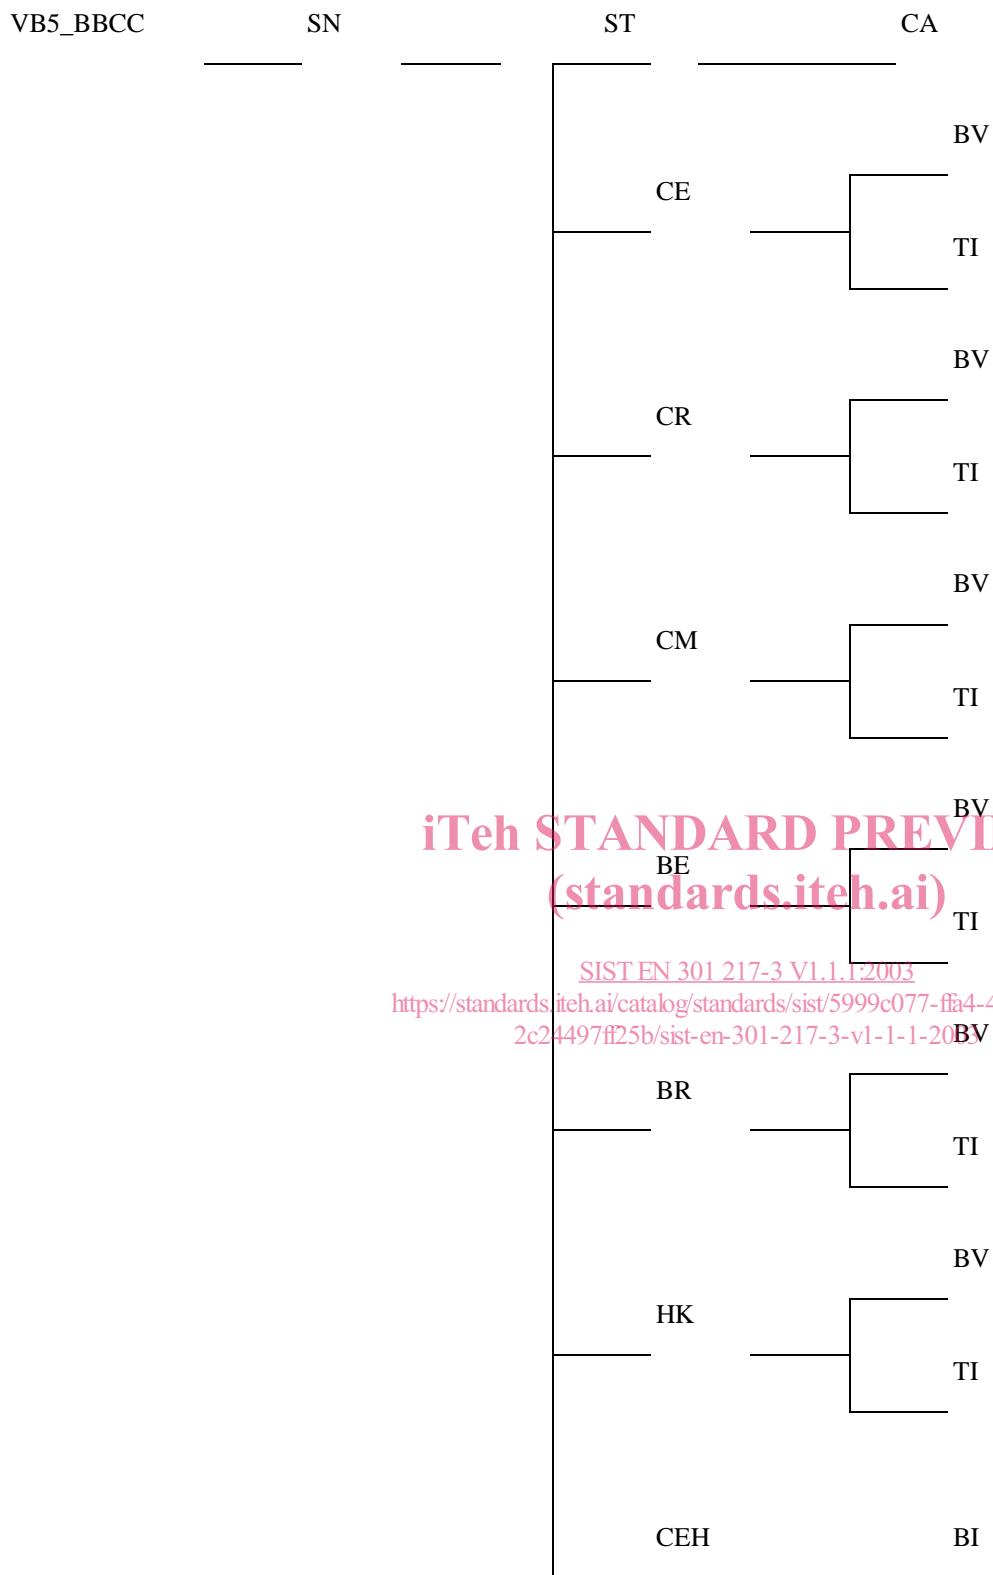 VB5_BBCC SN ST CA
BV
CE
TI
BV
CR
TI
BV
CM
TI
BV
iTeh STANDARD PREVI
BE
(standards.iteh.ai)
TI
SIST EN 301 217-3 V1.1.1:2003
https://standards.iteh.ai/catalog/standards/sist/5999c077-ffa4-4
2c24497ff25b/sist-en-301-217-3-v1-1-1-2003
BV
BR
TI
BV
HK
TI
CEH BI